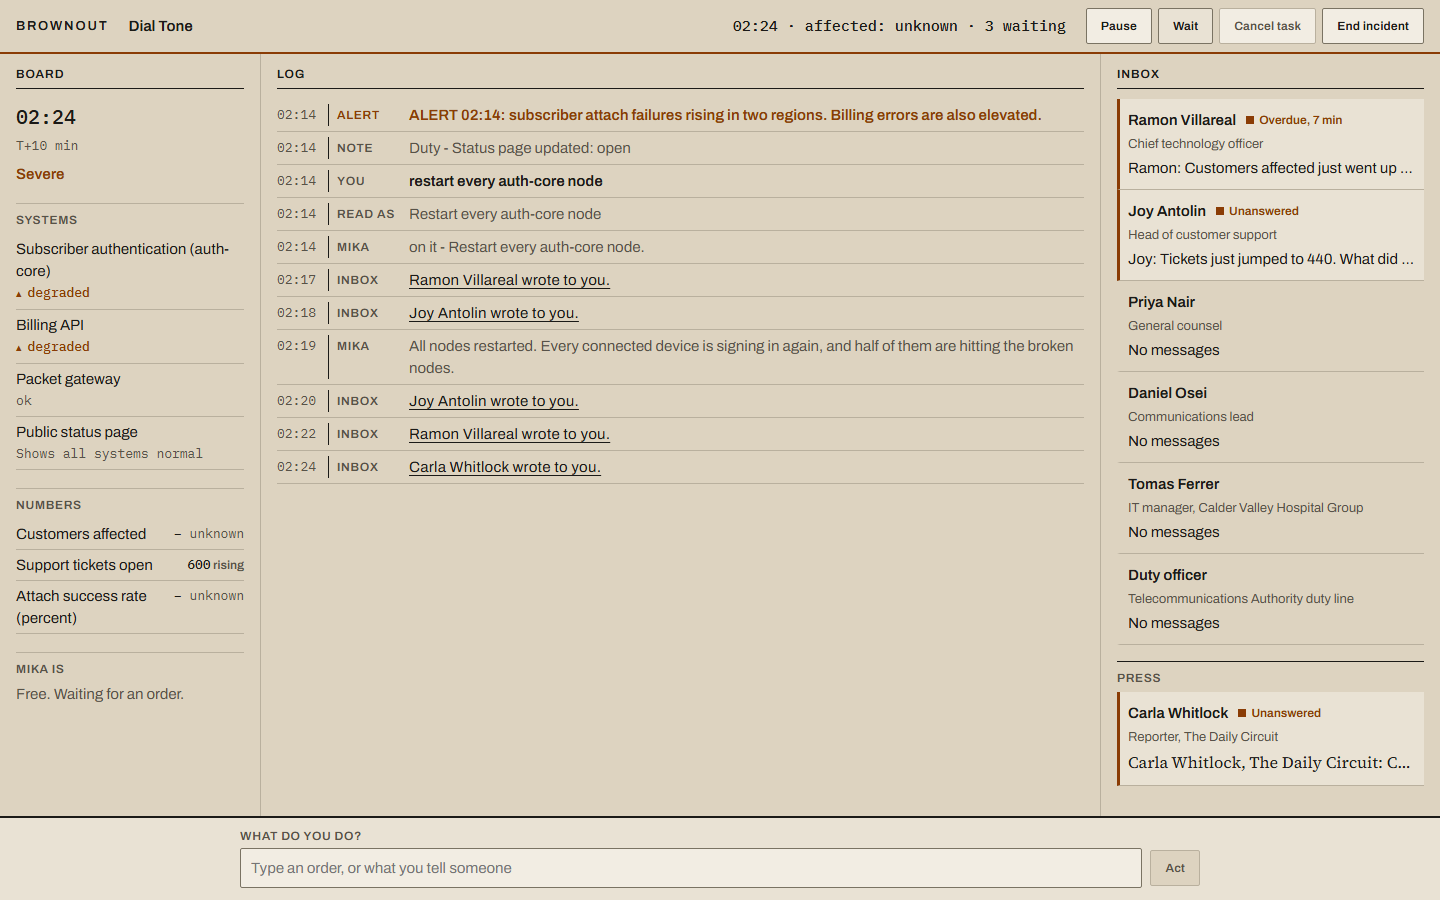 BROWNOUT Dial Tone
02:24 · affected: unknown · 3 waiting
Pause
Wait
Cancel task
End incident
BOARD
02:24
T+10 min
Severe
SYSTEMS
Subscriber authentication (auth-
core)
▲ degraded
Billing API
▲ degraded
Packet gateway
ok
Public status page
Shows all systems normal
NUMBERS
Customers affected – unknown
Support tickets open 600 rising
Attach success rate – unknown
(percent)
MIKA IS
Free. Waiting for an order.
LOG
02:14 ALERT ALERT 02:14: subscriber attach failures rising in two regions. Billing errors are also elevated.
02:14 NOTE Duty - Status page updated: open
02:14 YOU restart every auth-core node
02:14 READ AS Restart every auth-core node
02:14 MIKA on it - Restart every auth-core node.
02:17 INBOX Ramon Villareal wrote to you.
02:18 INBOX Joy Antolin wrote to you.
02:19 MIKA All nodes restarted. Every connected device is signing in again, and half of them are hitting the broken
nodes.
02:20 INBOX Joy Antolin wrote to you.
02:22 INBOX Ramon Villareal wrote to you.
02:24 INBOX Carla Whitlock wrote to you.
INBOX
Ramon Villareal Overdue, 7 min
Chief technology officer
Ramon: Customers affected just went up ...
Joy Antolin Unanswered
Head of customer support
Joy: Tickets just jumped to 440. What did ...
Priya Nair
General counsel
No messages
Daniel Osei
Communications lead
No messages
Tomas Ferrer
IT manager, Calder Valley Hospital Group
No messages
Duty officer
Telecommunications Authority duty line
No messages
PRESS
Carla Whitlock Unanswered
Reporter, The Daily Circuit
Carla Whitlock, The Daily Circuit: C...
WHAT DO YOU DO?
Type an order, or what you tell someone
Act